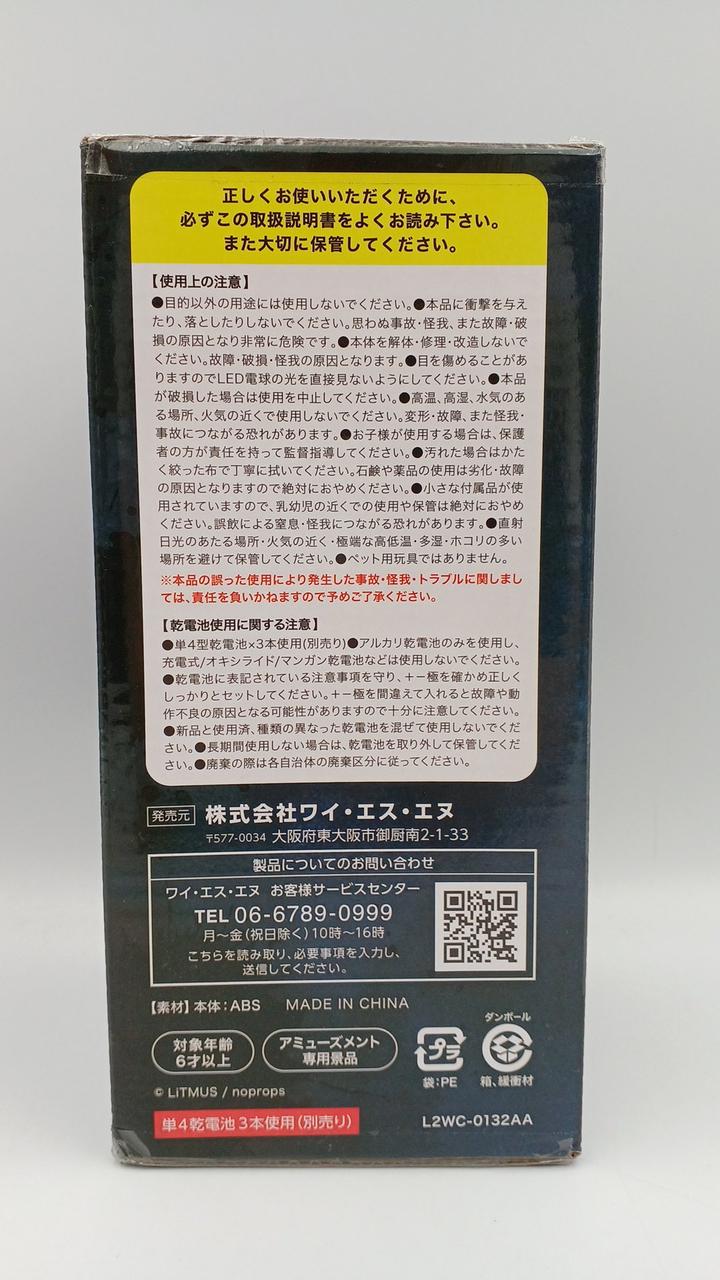 正しくお使いいただくために、
必ずこの取扱説明書をよくお読み下さい。
また大切に保管してください。
【使用上の注意】
●目的以外の用途には使用しないでください。●本品に衝撃を与え
たり、落としたりしないでください。思わぬ事故・怪我、また故障・破
損の原因となり非常に危険です。●本体を解体・修理・改造しないで
ください。故障・破損・怪我の原因となります。●目を傷めることがあ
りますのでLED電球の光を直接見ないようにしてください。●本品
が破損した場合は使用を中止してください。●高温、高湿、水気のあ
る場所、火気の近くで使用しないでください。変形・故障、また怪我・
事故につながる恐れがあります。●お子様が使用する場合は、保護
者の方が責任を持って監督指導してください。●汚れた場合はかた
く絞った布で丁寧に拭いてください。石鹸や薬品の使用は劣化・故障
の原因となりますので絶対におやめください。●小さな付属品が使
用されていますので、乳幼児の近くでの使用や保管は絶対におやめ
ください。誤飲による窒息・怪我につながる恐れがあります。●直射
日光のあたる場所・火気の近く・極端な高低温・多湿・ホコリの多い
場所を避けて保管してください。●ペット用玩具ではありません。
※本品の誤った使用により発生した事故・怪我・トラブルに関しまし
ては、責任を負いかねますので予めご了承ください。
【乾電池使用に関する注意】
●単4型乾電池×3本使用(別売り)●アルカリ乾電池のみを使用し、
充電式/オキシライド/マンガン乾電池などは使用しないでください。
●乾電池に表記されている注意事項を守り、＋－極を確かめ正しく
しっかりとセットしてください。＋－極を間違えて入れると故障や動
作不良の原因となる可能性がありますので十分に注意してください。
●新品と使用済、種類の異なった乾電池を混ぜて使用しないでくだ
さい。●長期間使用しない場合は、乾電池を取り外して保管してくだ
さい。●廃棄の際は各自治体の廃棄区分に従ってください。
発売元 株式会社ワイ・エス・エヌ
〒577-0034 大阪府東大阪市御厨南2-1-33
製品についてのお問い合わせ
ワイ・エス・エヌ お客様サービスセンター
TEL 06-6789-0999
月～金(祝日除く)10時～16時
こちらを読み取り、必要事項を入力し、
送信してください。
【素材】本体：ABS MADE IN CHINA
対象年齢
6才以上
アミューズメント
専用景品
プラ
袋：PE
ダンボール
箱、緩衝材
© LiTMUS / noprops
単4乾電池3本使用(別売り)
L2WC-0132AA